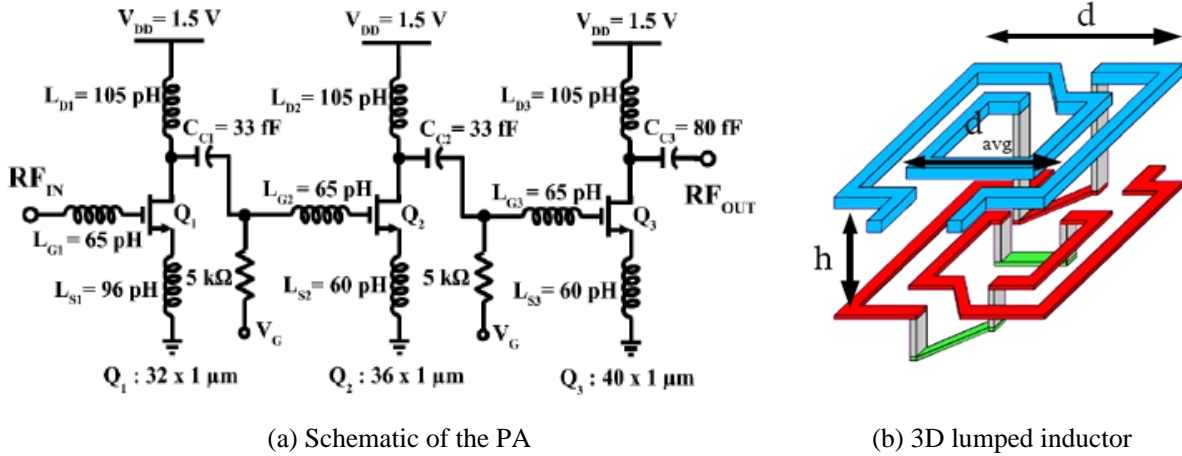 V_DD = 1.5 V
V_DD = 1.5 V
V_DD = 1.5 V
L_D1 = 105 pH
L_D2 = 105 pH
L_D3 = 105 pH
C_C1 = 33 fF
C_C2 = 33 fF
C_C3 = 80 fF
RF_IN
L_G1 = 65 pH
Q_1
L_G2 = 65 pH
Q_2
L_G3 = 65 pH
Q_3
RF_OUT
L_S1 = 96 pH
5 kΩ
L_S2 = 60 pH
5 kΩ
L_S3 = 60 pH
V_G
V_G
Q_1 : 32 x 1 µm
Q_2 : 36 x 1 µm
Q_3 : 40 x 1 µm
d
d_avg
h
(a) Schematic of the PA
(b) 3D lumped inductor